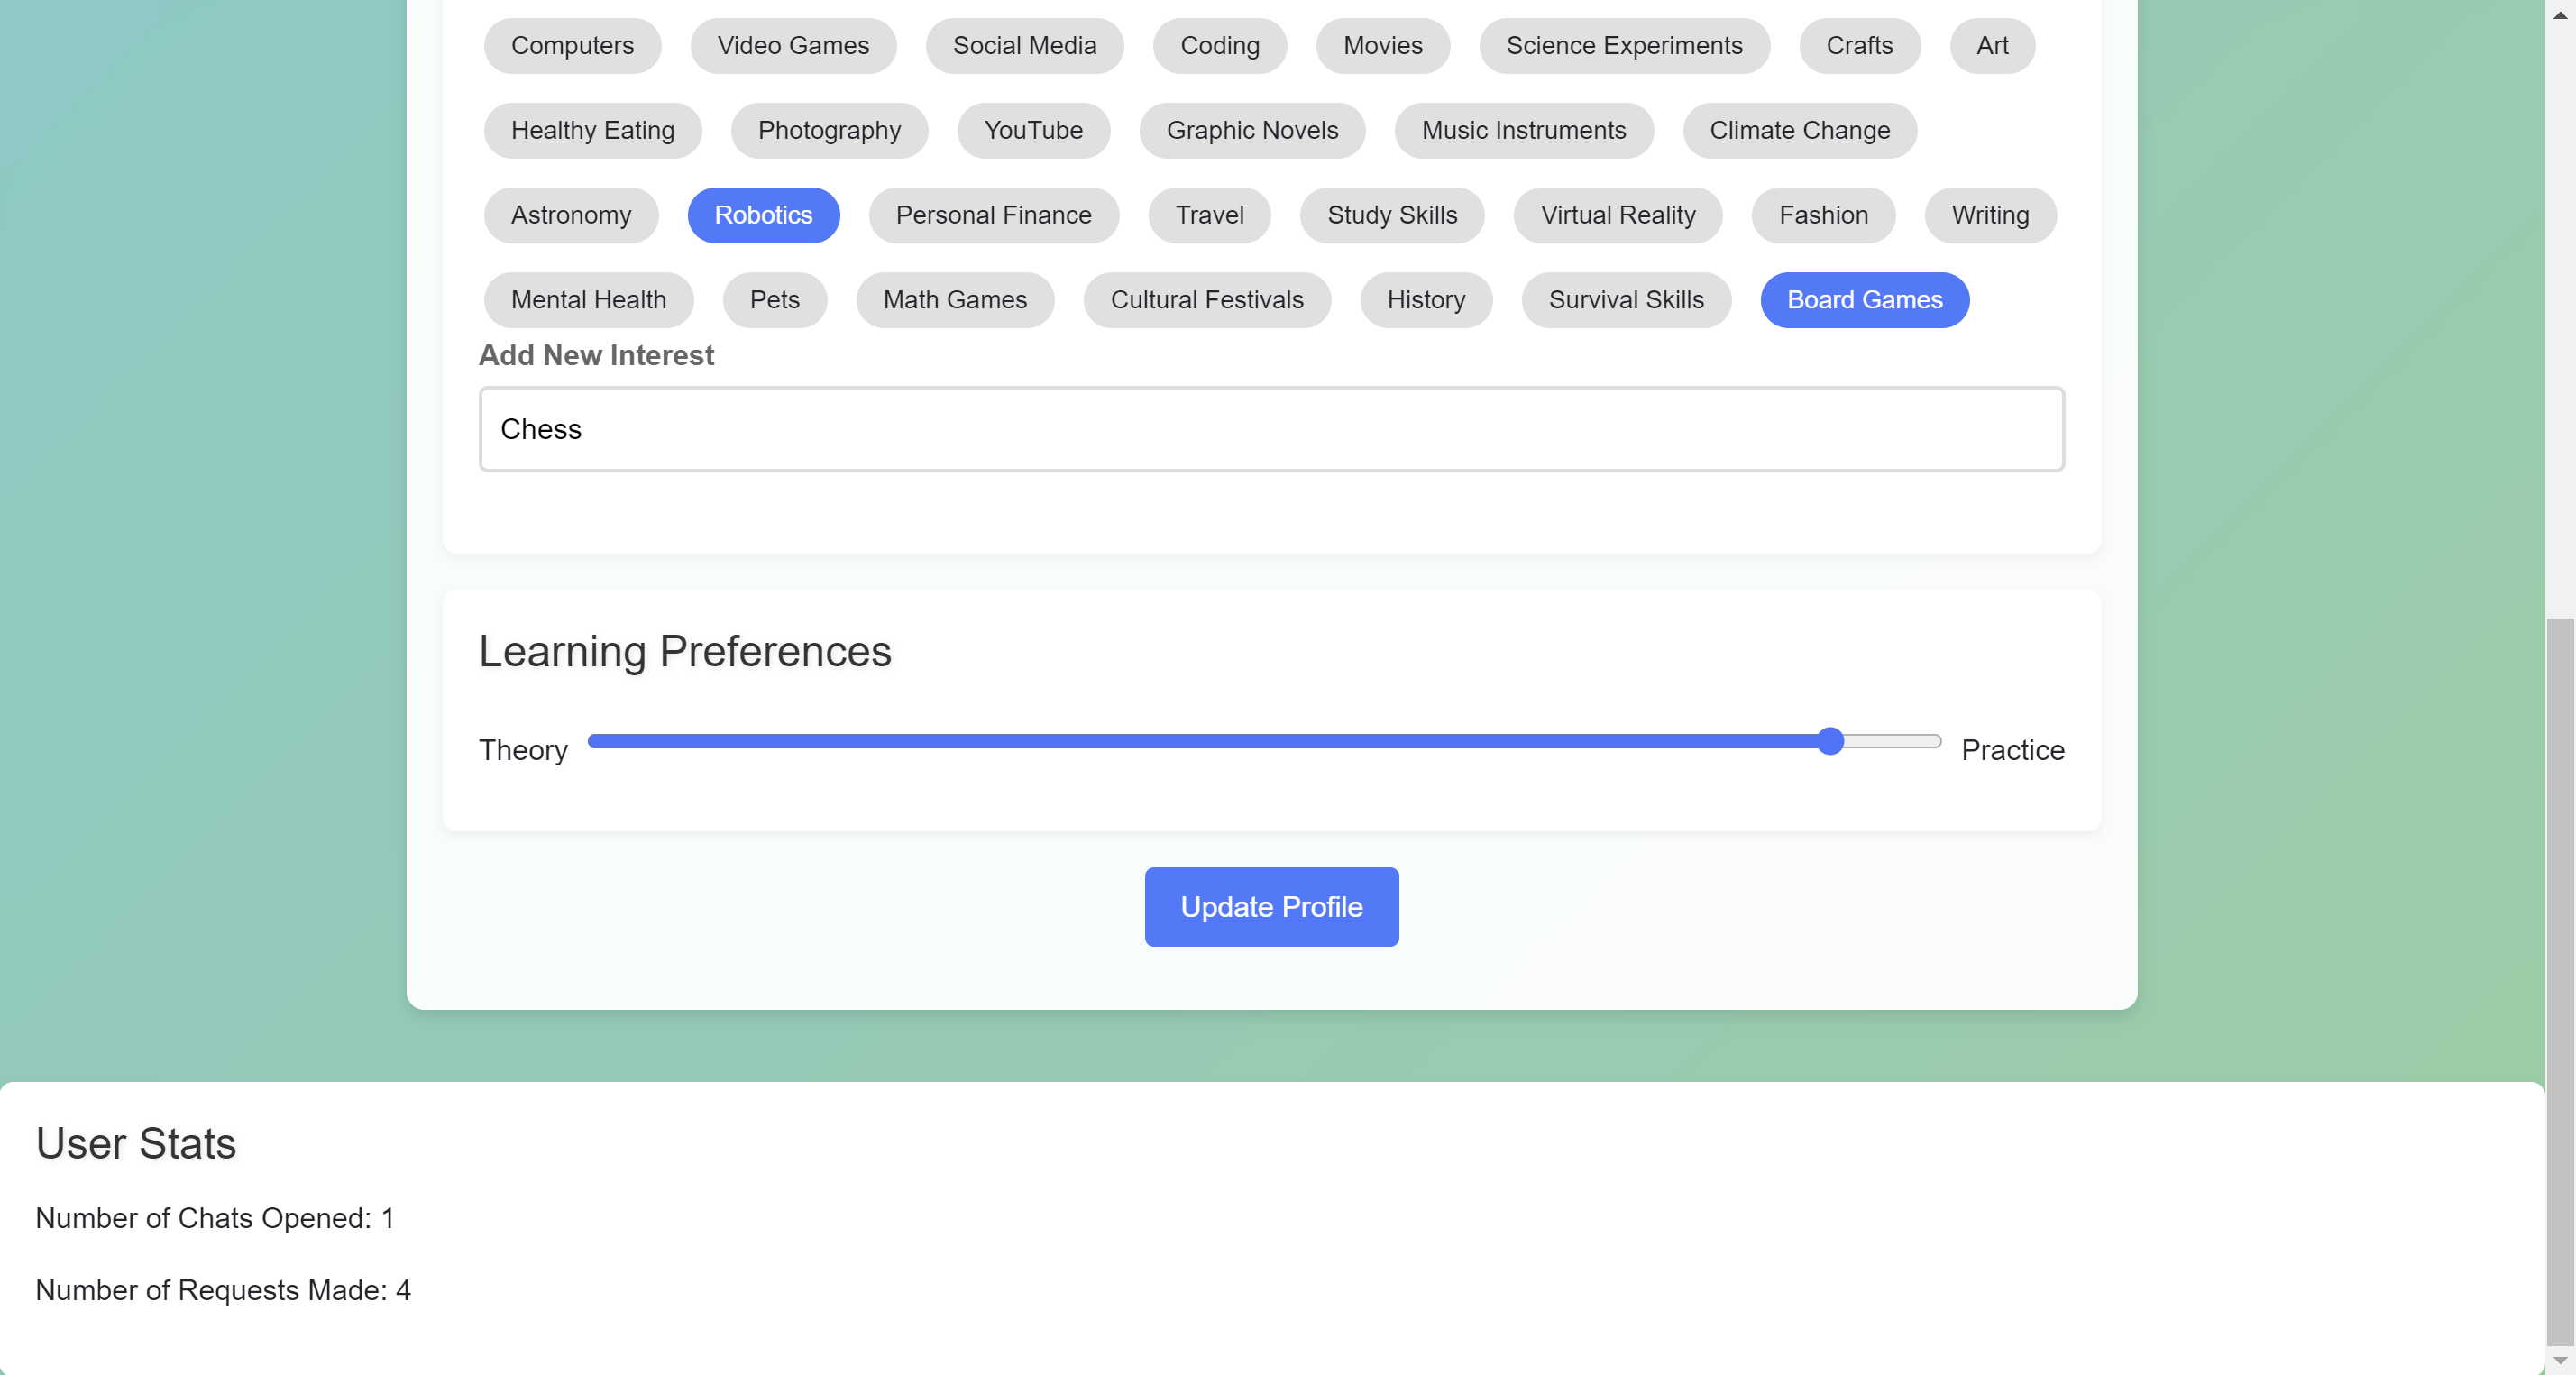 Computers Video Games Social Media Coding Movies Science Experiments Crafts Art
Healthy Eating Photography YouTube Graphic Novels Music Instruments Climate Change
Astronomy Robotics Personal Finance Travel Study Skills Virtual Reality Fashion Writing
Mental Health Pets Math Games Cultural Festivals History Survival Skills Board Games
Add New Interest
Chess
Learning Preferences
Theory Practice
Update Profile
User Stats
Number of Chats Opened: 1
Number of Requests Made: 4